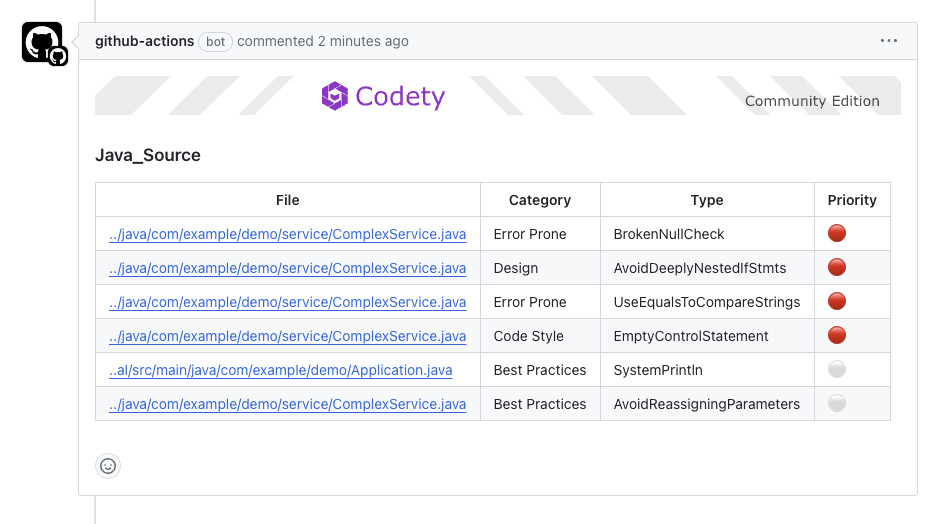 github-actions bot commented 2 minutes ago
Codety
Community Edition
Java_Source
File Category Type Priority
../java/com/example/demo/service/ComplexService.java Error Prone BrokenNullCheck
../java/com/example/demo/service/ComplexService.java Design AvoidDeeplyNestedIfStmts
../java/com/example/demo/service/ComplexService.java Error Prone UseEqualsToCompareStrings
../java/com/example/demo/service/ComplexService.java Code Style EmptyControlStatement
..al/src/main/java/com/example/demo/Application.java Best Practices SystemPrintln
../java/com/example/demo/service/ComplexService.java Best Practices AvoidReassigningParameters